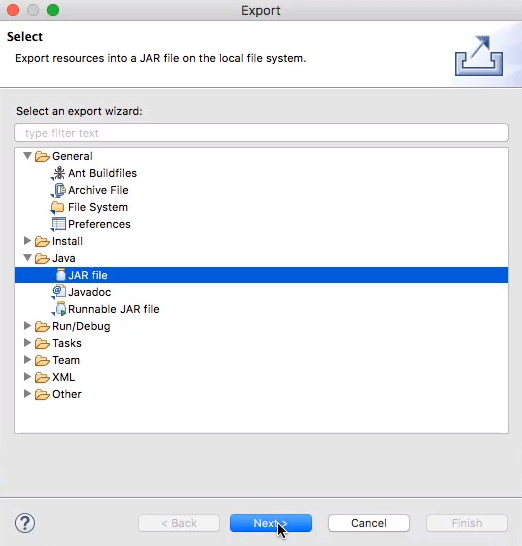 Export
Select
Export resources into a JAR file on the local file system.
Select an export wizard:
type filter text
General
Ant Buildfiles
Archive File
File System
Preferences
Install
Java
JAR file
Javadoc
Runnable JAR file
Run/Debug
Tasks
Team
XML
Other
?
< Back
Next >
Cancel
Finish